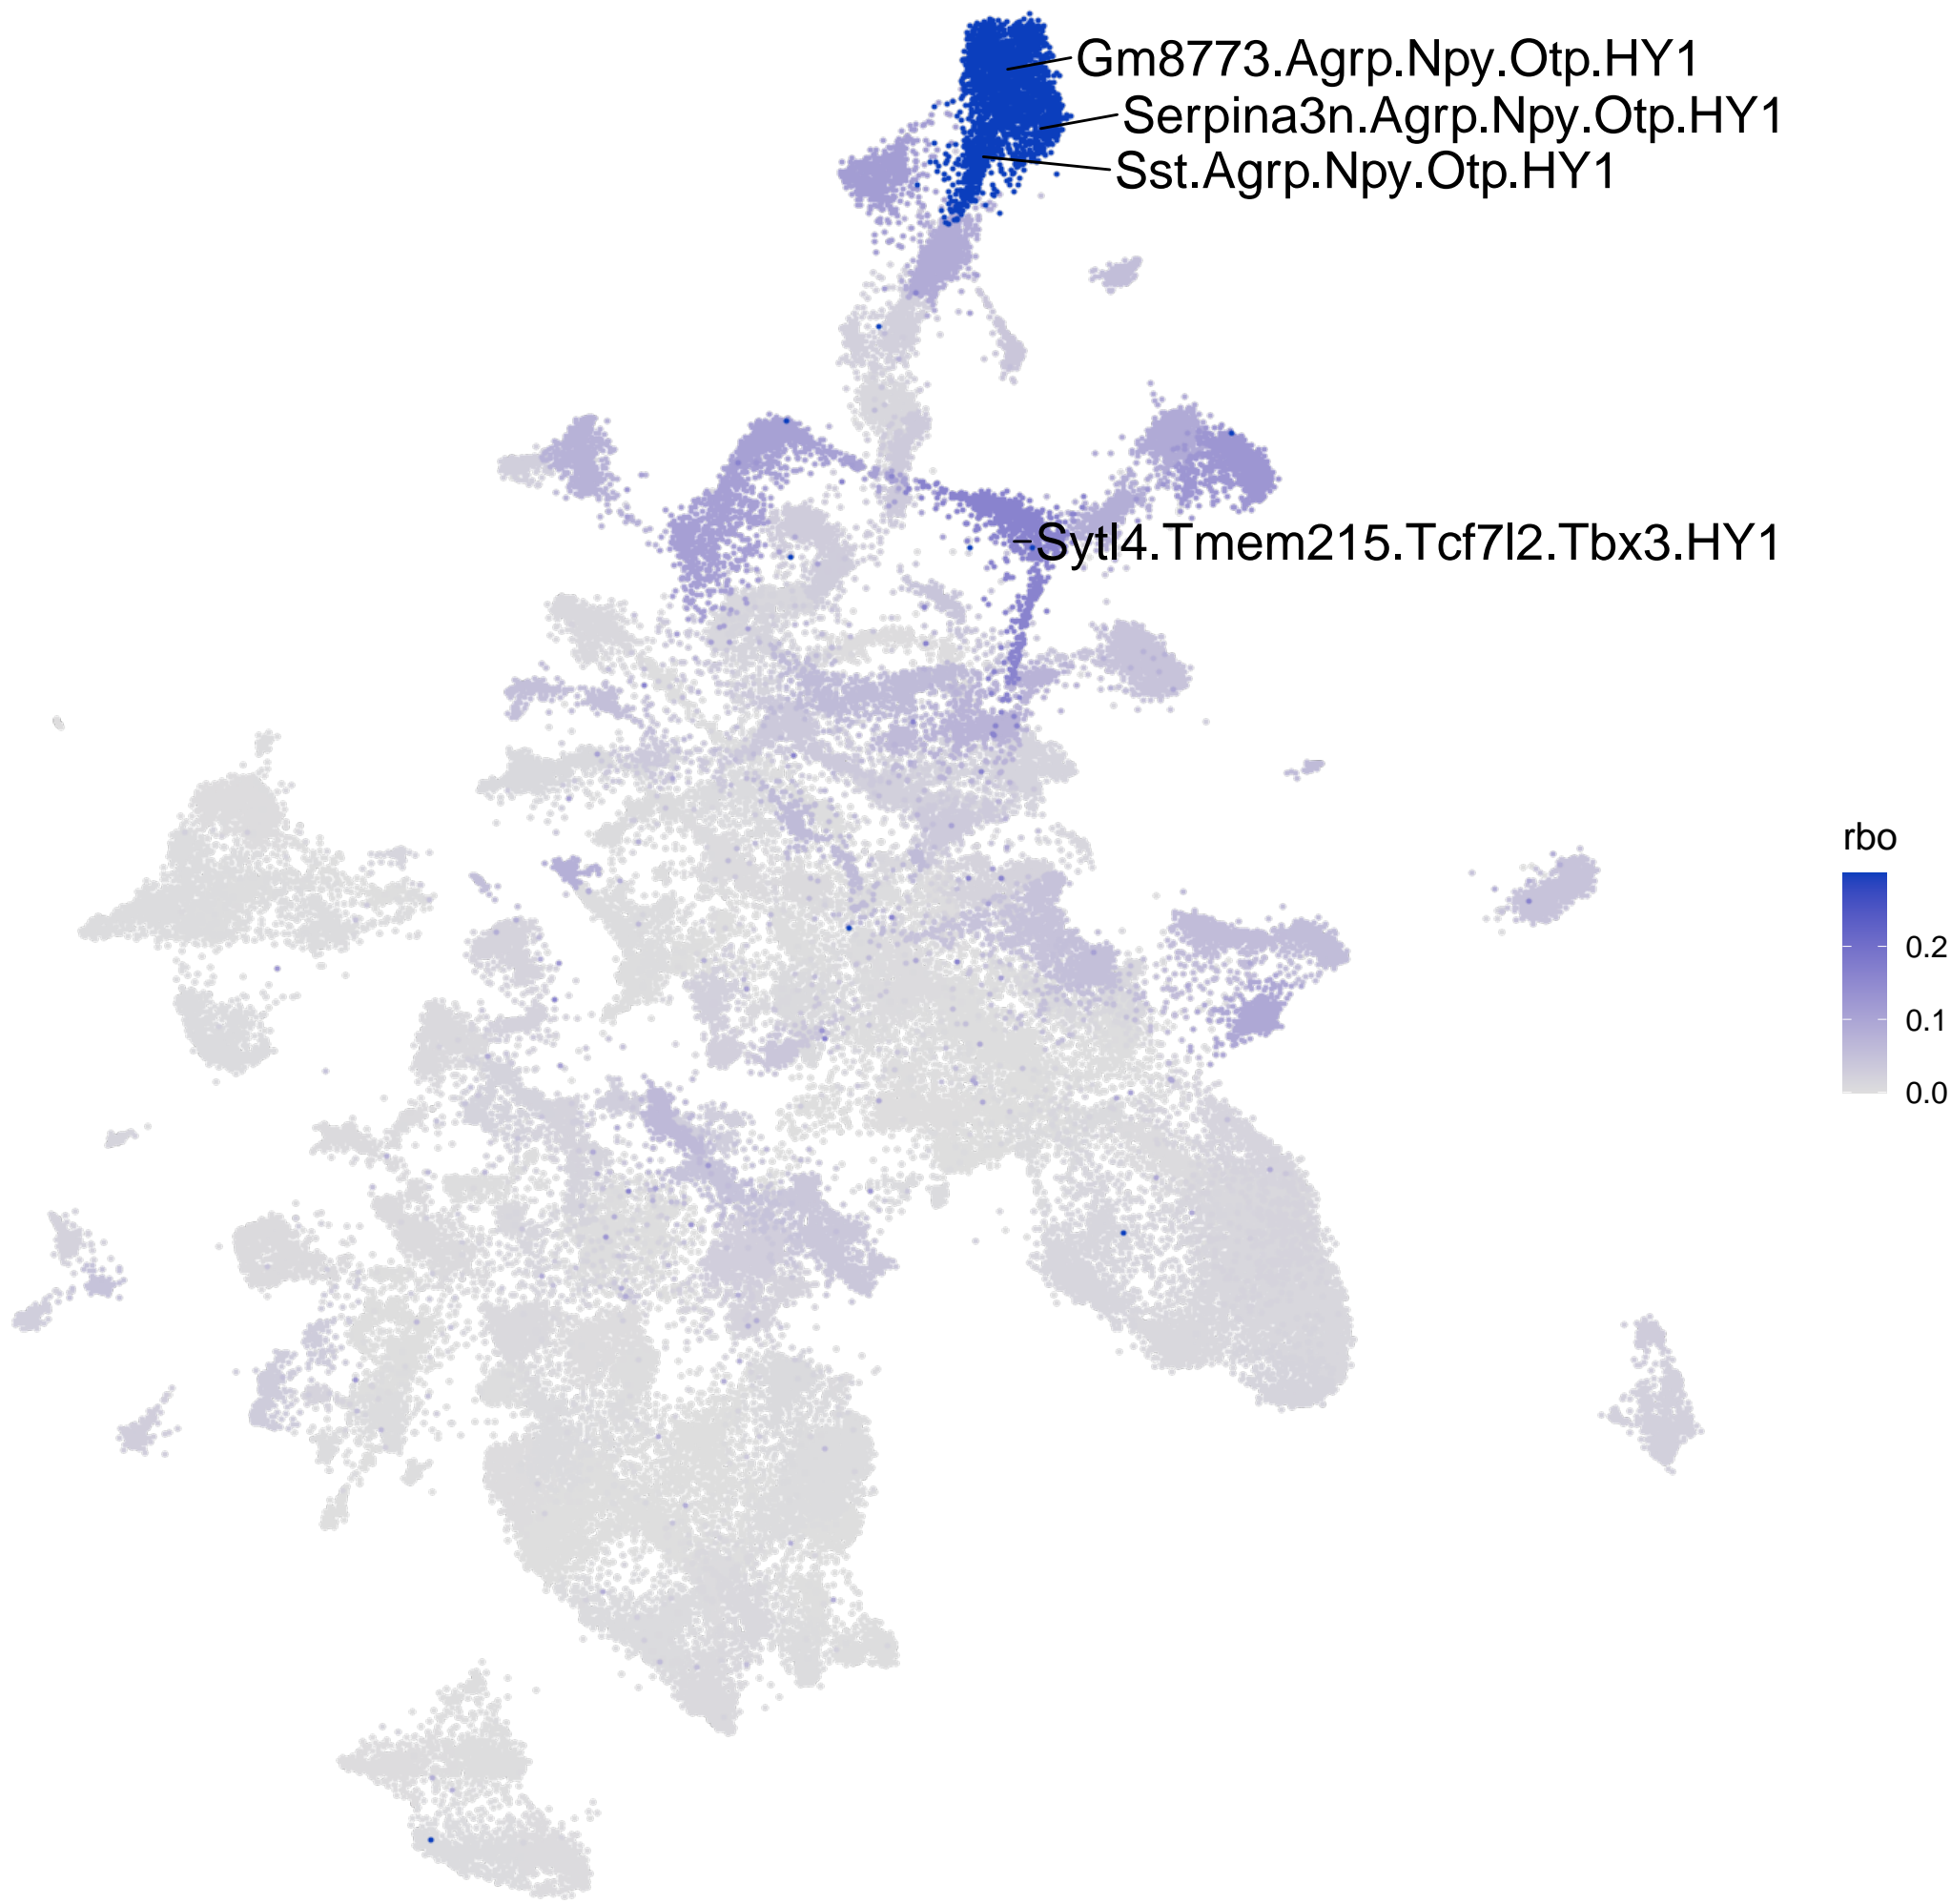 Gm8773.Agrp.Npy.Otp.HY1
Serpina3n.Agrp.Npy.Otp.HY1
Sst.Agrp.Npy.Otp.HY1
Sytl4.Tmem215.Tcf7l2.Tbx3.HY1
rbo
0.2
0.1
0.0